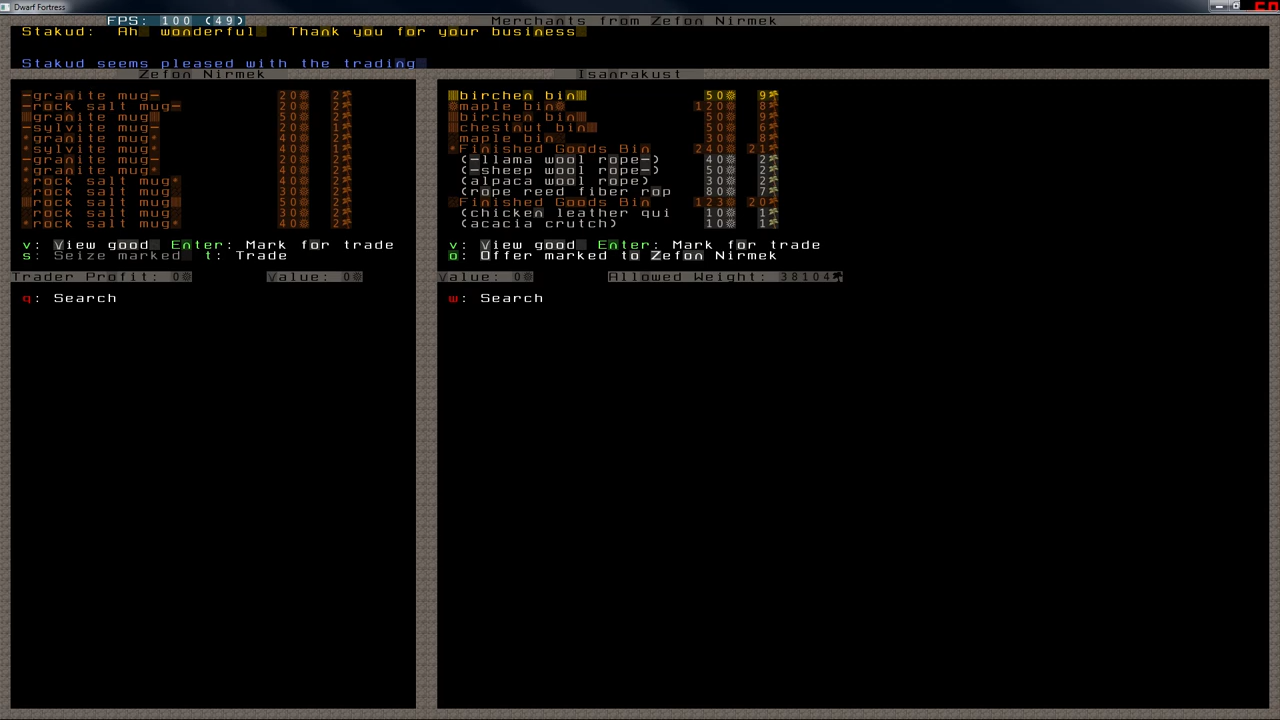 Dwarf Fortress
FPS: 100 (49)
Merchants from Zefon Nirmek
Stakud: Ah wonderful Thank you for your business
Stakud seems pleased with the trading
Zefon Nirmek
-granite mug- 20☼ 2
-rock salt mug- 20☼ 2
granite mug 50☼ 2
-sylvite mug- 20☼ 1
*granite mug* 40☼ 2
*sylvite mug* 40☼ 1
-granite mug- 20☼ 2
*granite mug* 40☼ 2
*rock salt mug* 40☼ 2
rock salt mug 30☼ 2
rock salt mug 50☼ 2
rock salt mug 30☼ 2
*rock salt mug* 40☼ 2
v: View good Enter: Mark for trade
s: Seize marked t: Trade
Trader Profit: 0☼ Value: 0☼
q: Search
Isanrakust
birchen bin 50☼ 9
☼maple bin☼ 120☼ 8
birchen bin 50☼ 9
chestnut bin 50☼ 6
maple bin 30☼ 8
*Finished Goods Bin 240☼ 21
(-llama wool rope-) 40☼ 2
(-sheep wool rope-) 50☼ 2
(alpaca wool rope) 30☼ 2
(rope reed fiber rop 80☼ 7
Finished Goods Bin 123☼ 20
(chicken leather qui 10☼ 1
(acacia crutch) 10☼ 1
v: View good Enter: Mark for trade
o: Offer marked to Zefon Nirmek
Value: 0☼ Allowed Weight: 38104
w: Search